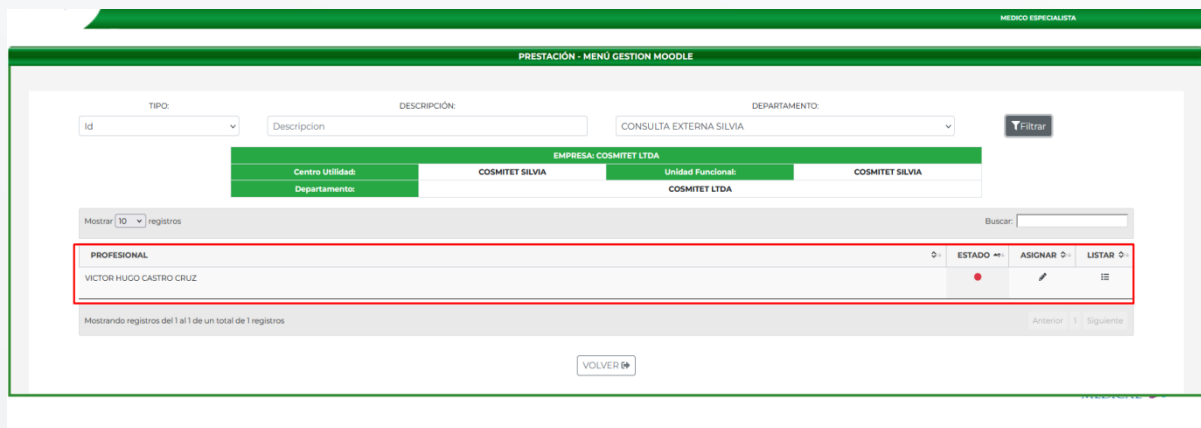 MEDICO ESPECIALISTA
PRESTACIÓN - MENÚ GESTION MOODLE
TIPO: DESCRIPCIÓN: DEPARTAMENTO:
Id Descripcion CONSULTA EXTERNA SILVIA Filtrar
EMPRESA: COSMITET LTDA
Centro Utilidad: COSMITET SILVIA Unidad Funcional: COSMITET SILVIA
Departamento: COSMITET LTDA
Mostrar 10 registros Buscar:
PROFESIONAL ESTADO ASIGNAR LISTAR
VICTOR HUGO CASTRO CRUZ
Mostrando registros del 1 al 1 de un total de 1 registros Anterior 1 Siguiente
VOLVER